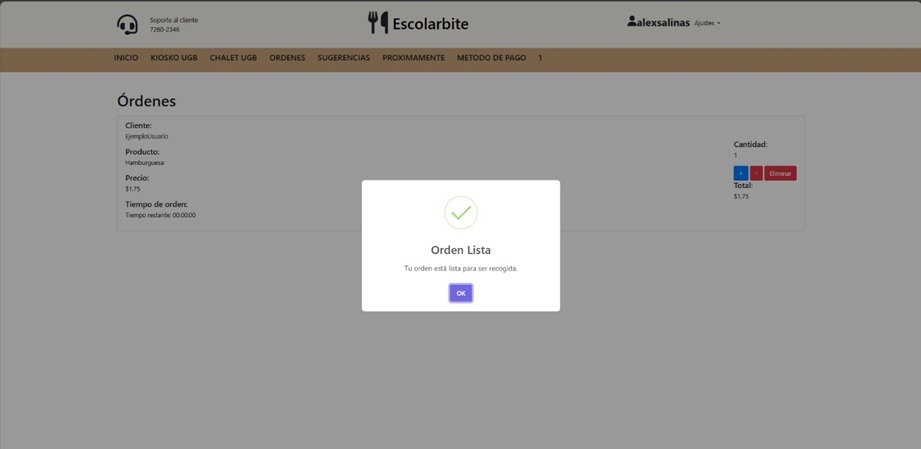 Soporte al cliente
7260-2346
Escolarbite
alexsalinas Ajustes
INICIO KIOSKO UGB CHALET UGB ORDENES SUGERENCIAS PROXIMAMENTE METODO DE PAGO 1
Órdenes
Cliente:
EjemploUsuario
Producto:
Hamburguesa
Precio:
$1.75
Tiempo de orden:
Tiempo restante: 00:00:00
Cantidad:
1
+ - Eliminar
Total:
$1.75
Orden Lista
Tu orden está lista para ser recogida.
OK